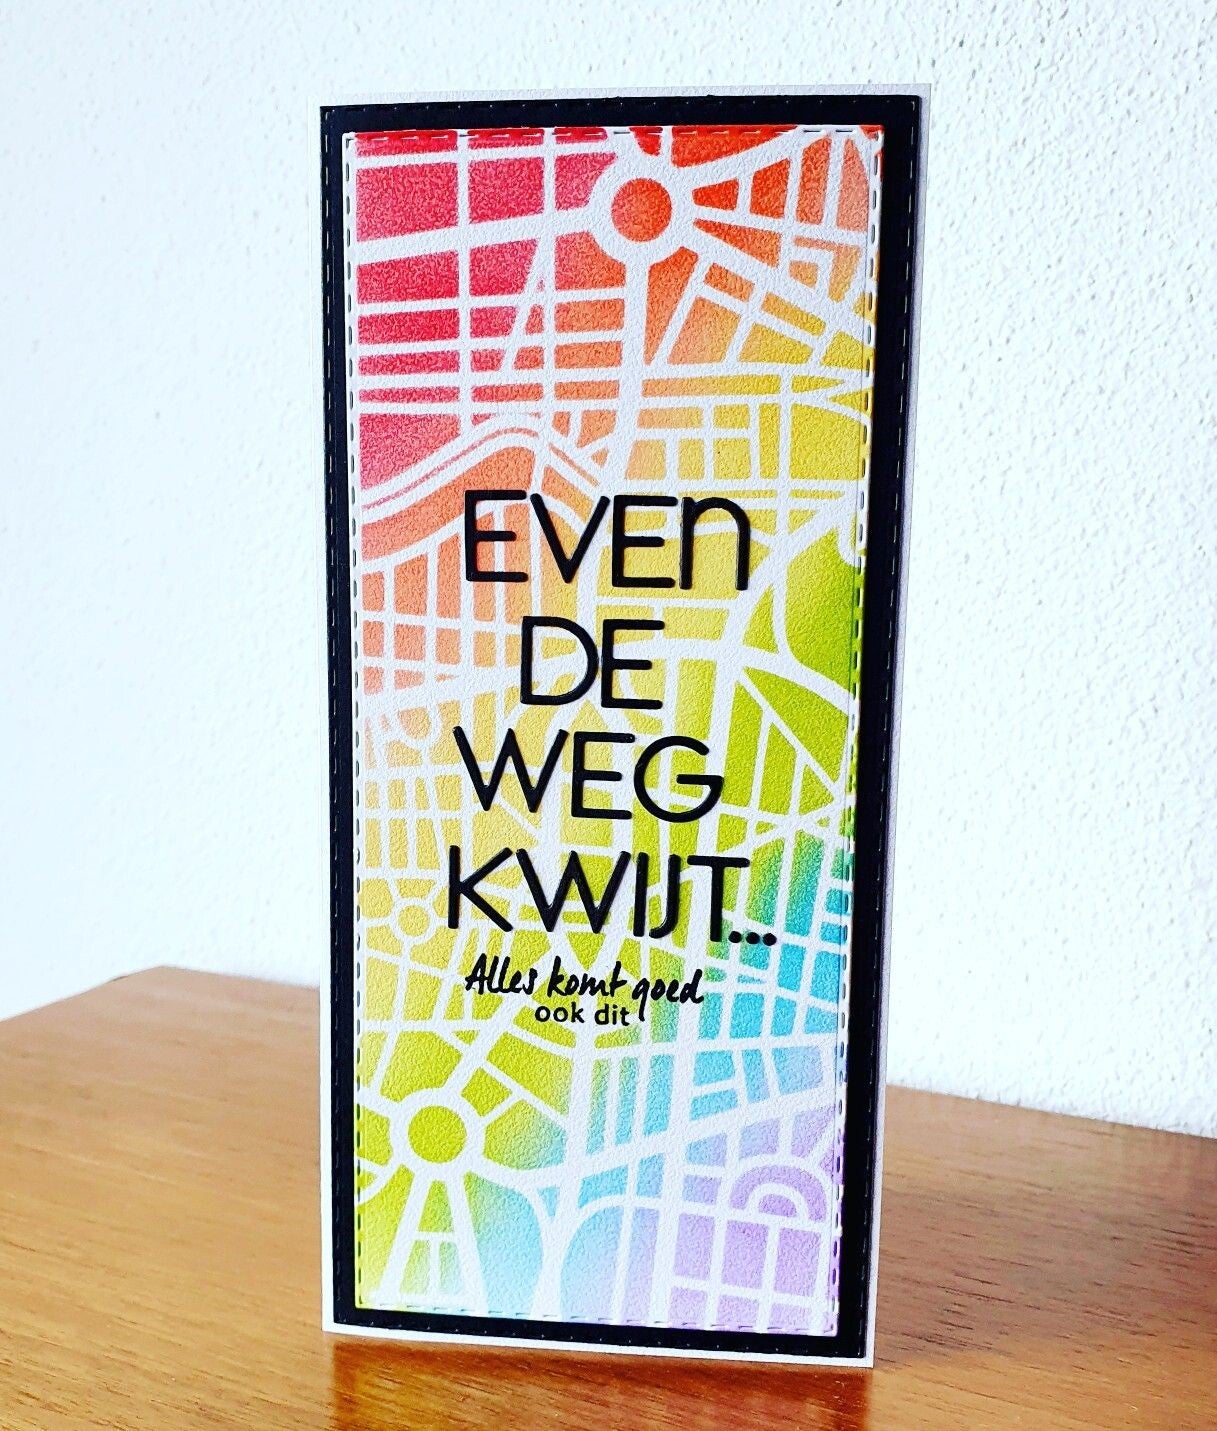 EVEn
DE
WEG
KWIJT...
Alles komt goed
ook dit